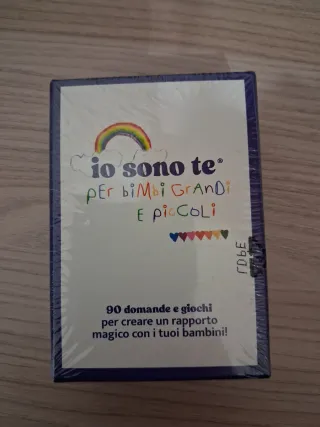 io sono te®
pEr biMbi GrAnDi
E piCCOLi
90 domande e giochi
per creare un rapporto
magico con i tuoi bambini!